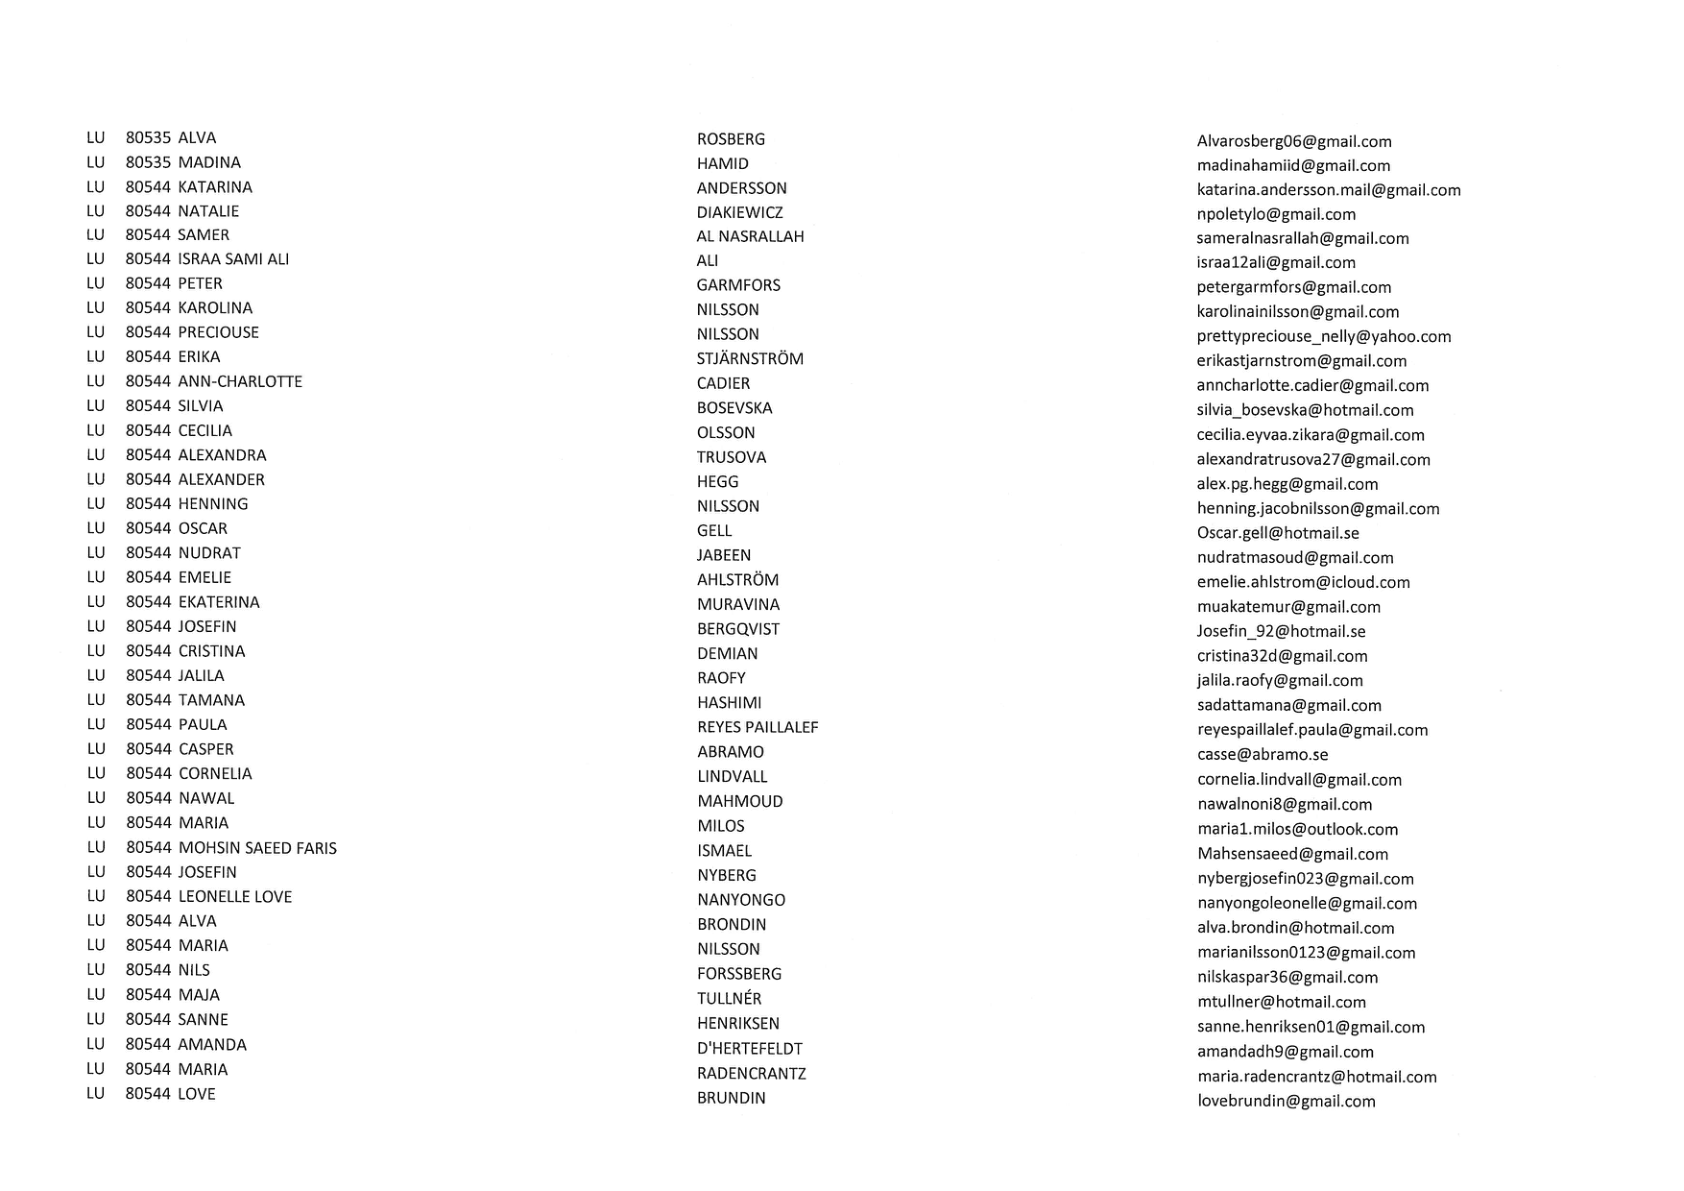 LU 80535 ALVA ROSBERG Alvarosberg06@gmail.com
LU 80535 MADINA HAMID madinahamiid@gmail.com
LU 80544 KATARINA ANDERSSON katarina.andersson.mail@gmail.com
LU 80544 NATALIE DIAKIEWICZ npoletylo@gmail.com
LU 80544 SAMER AL NASRALLAH sameralnasrallah@gmail.com
LU 80544 ISRAA SAMI ALI ALI israa12ali@gmail.com
LU 80544 PETER GARMFORS petergarmfors@gmail.com
LU 80544 KAROLINA NILSSON karolinainilsson@gmail.com
LU 80544 PRECIOUSE NILSSON prettypreciouse_nelly@yahoo.com
LU 80544 ERIKA STJÄRNSTRÖM erikastjarnstrom@gmail.com
LU 80544 ANN-CHARLOTTE CADIER anncharlotte.cadier@gmail.com
LU 80544 SILVIA BOSEVSKA silvia_bosevska@hotmail.com
LU 80544 CECILIA OLSSON cecilia.eyvaa.zikara@gmail.com
LU 80544 ALEXANDRA TRUSOVA alexandratrusova27@gmail.com
LU 80544 ALEXANDER HEGG alex.pg.hegg@gmail.com
LU 80544 HENNING NILSSON henning.jacobnilsson@gmail.com
LU 80544 OSCAR GELL Oscar.gell@hotmail.se
LU 80544 NUDRAT JABEEN nudratmasoud@gmail.com
LU 80544 EMELIE AHLSTRÖM emelie.ahlstrom@icloud.com
LU 80544 EKATERINA MURAVINA muakatemur@gmail.com
LU 80544 JOSEFIN BERGQVIST Josefin_92@hotmail.se
LU 80544 CRISTINA DEMIAN cristina32d@gmail.com
LU 80544 JALILA RAOFY jalila.raofy@gmail.com
LU 80544 TAMANA HASHIMI sadattamana@gmail.com
LU 80544 PAULA REYES PAILLALEF reyespaillalef.paula@gmail.com
LU 80544 CASPER ABRAMO casse@abramo.se
LU 80544 CORNELIA LINDVALL cornelia.lindvall@gmail.com
LU 80544 NAWAL MAHMOUD nawalnoni8@gmail.com
LU 80544 MARIA MILOS maria1.milos@outlook.com
LU 80544 MOHSIN SAEED FARIS ISMAEL Mahsensaeed@gmail.com
LU 80544 JOSEFIN NYBERG nybergjosefin023@gmail.com
LU 80544 LEONELLE LOVE NANYONGO nanyongoleonelle@gmail.com
LU 80544 ALVA BRONDIN alva.brondin@hotmail.com
LU 80544 MARIA NILSSON marianilsson0123@gmail.com
LU 80544 NILS FORSSBERG nilskaspar36@gmail.com
LU 80544 MAJA TULLNÉR mtullner@hotmail.com
LU 80544 SANNE HENRIKSEN sanne.henriksen01@gmail.com
LU 80544 AMANDA D'HERTEFELDT amandadh9@gmail.com
LU 80544 MARIA RADENCRANTZ maria.radencrantz@hotmail.com
LU 80544 LOVE BRUNDIN lovebrundin@gmail.com